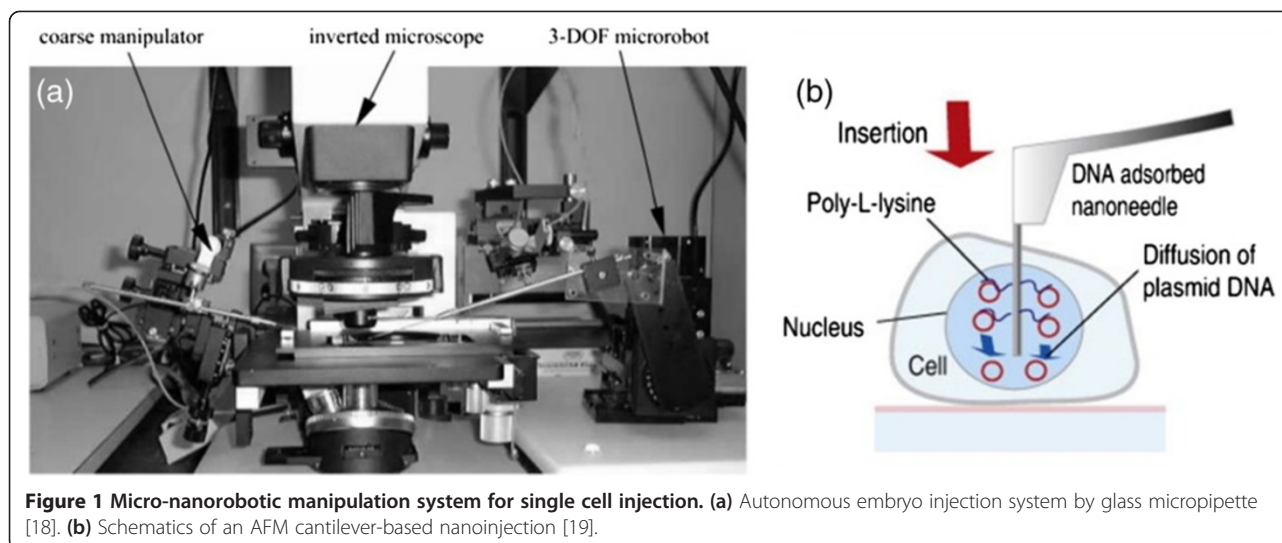 coarse manipulator
inverted microscope
3-DOF microrobot
(a)
(b)
Insertion
Poly-L-lysine
DNA adsorbed
nanoneedle
Diffusion of
plasmid DNA
Nucleus
Cell
Figure 1 Micro-nanorobotic manipulation system for single cell injection. (a) Autonomous embryo injection system by glass micropipette
[18]. (b) Schematics of an AFM cantilever-based nanoinjection [19].